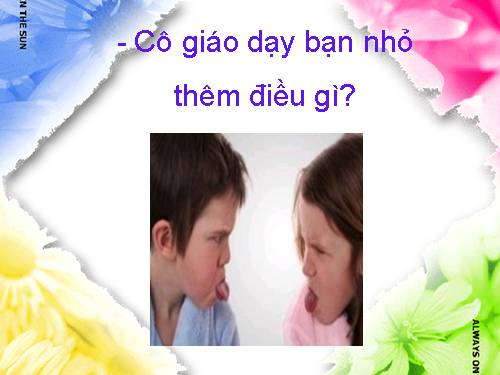 - Cô giáo dạy bạn nhỏ
thêm điều gì?
N THE SUN
ALWAYS ON